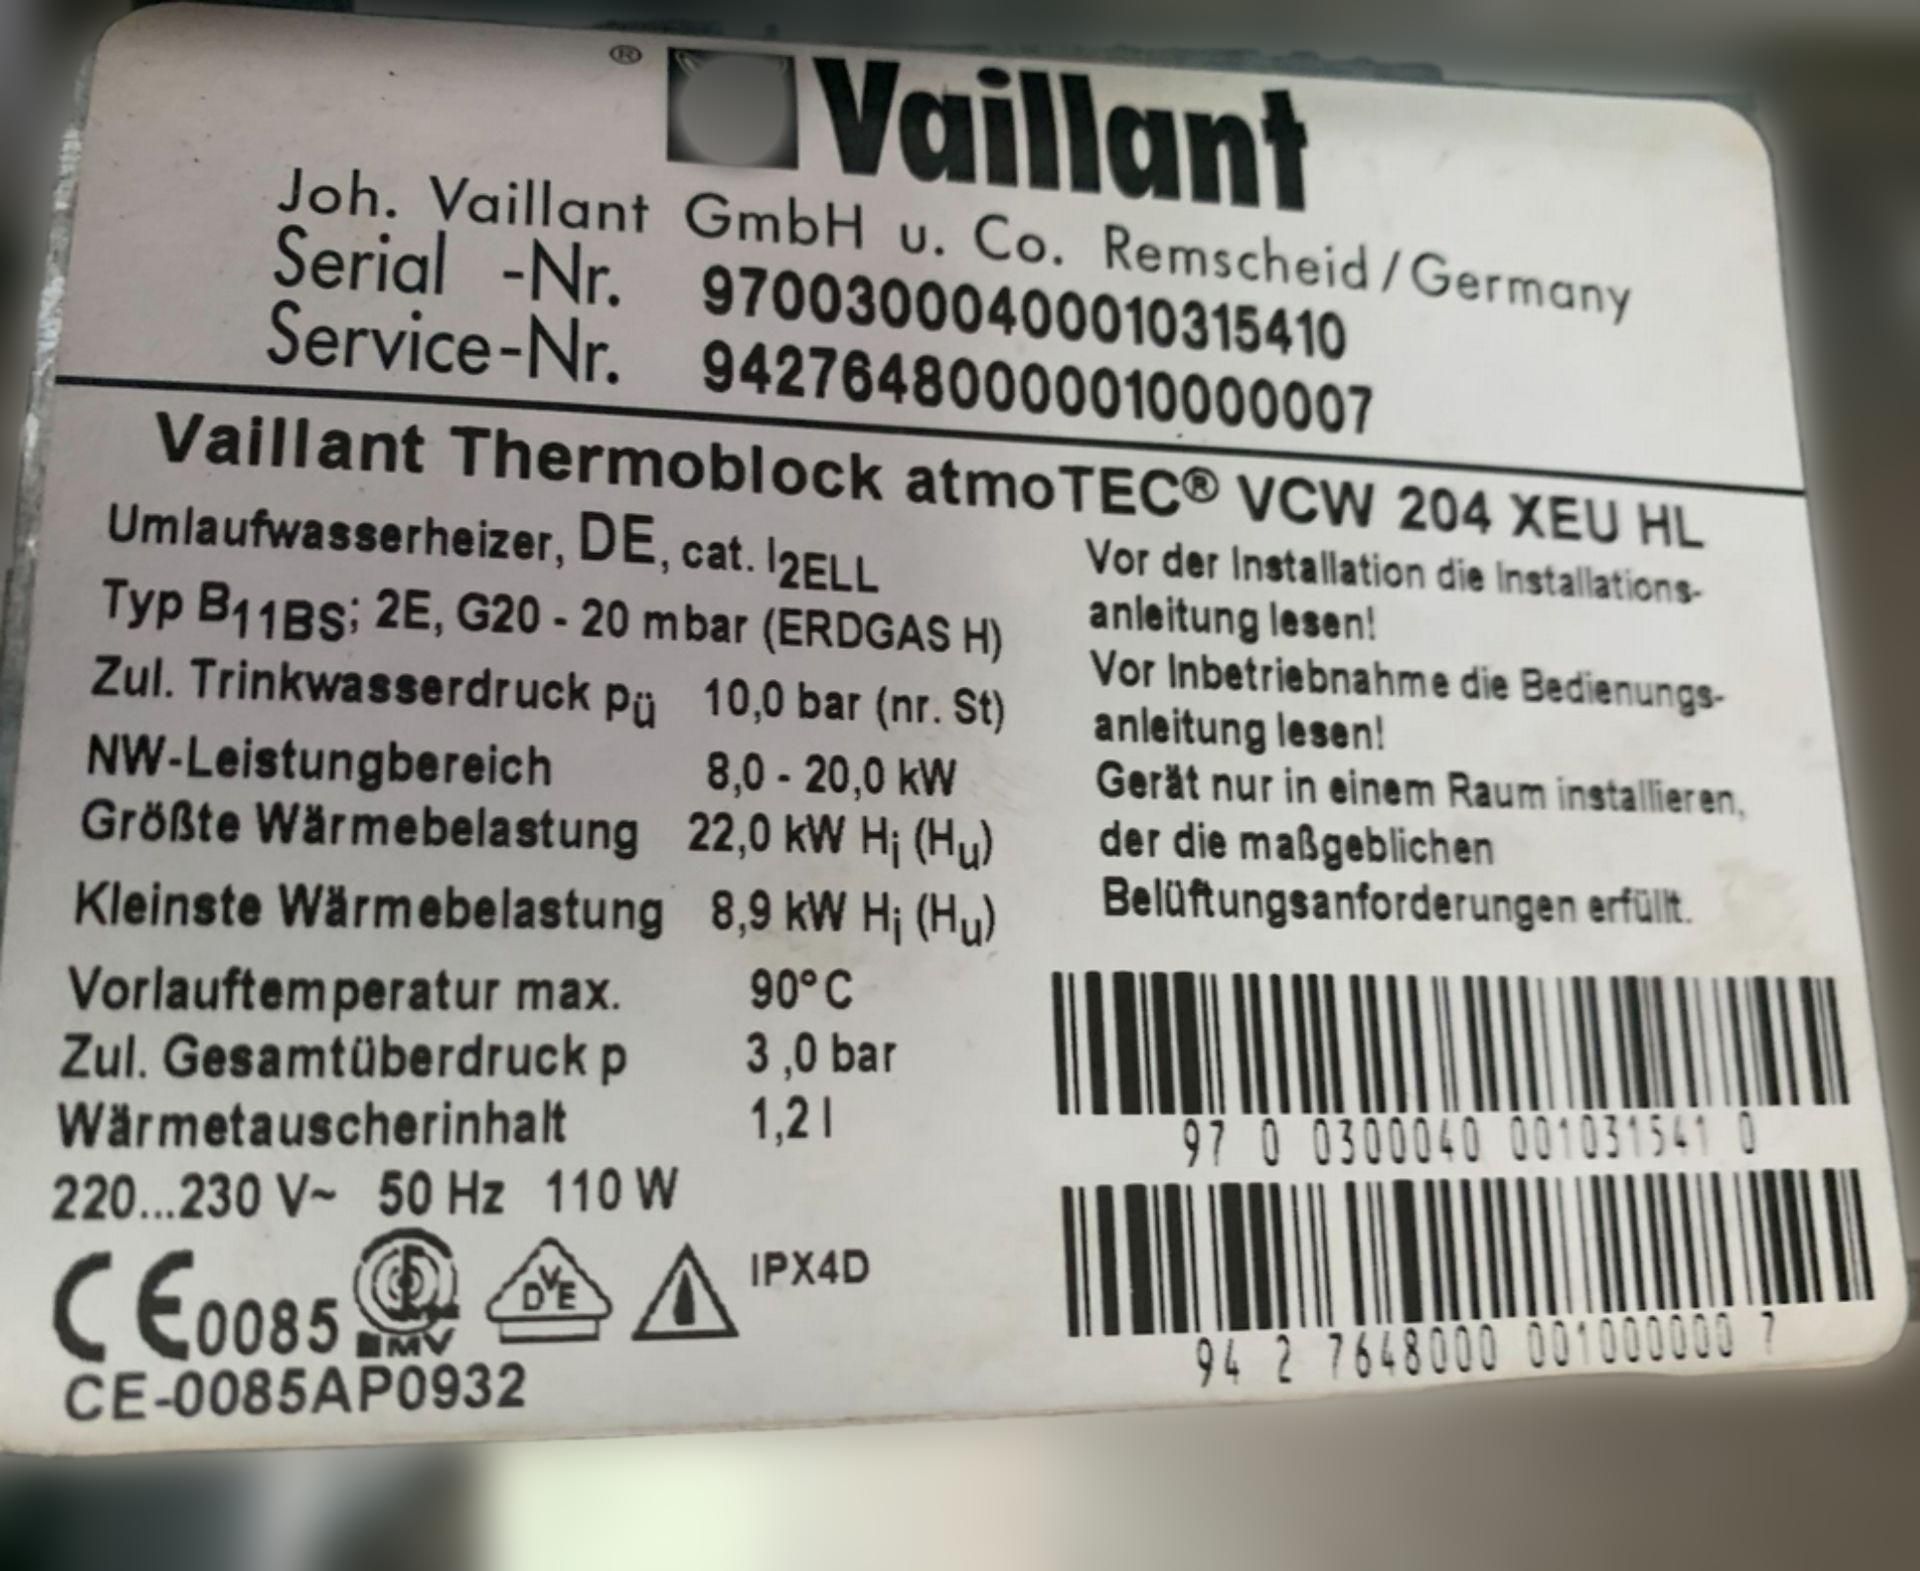 ® Vaillant
Joh. Vaillant GmbH u. Co. Remscheid/Germany
Serial -Nr. 97003000400010315410
Service-Nr. 94276480000010000007
Vaillant Thermoblock atmoTEC® VCW 204 XEU HL
Umlaufwasserheizer, DE, cat. I2ELL
Typ B11BS; 2E, G20 - 20 mbar (ERDGAS H)
Zul. Trinkwasserdruck pü 10,0 bar (nr. St)
NW-Leistungbereich 8,0 - 20,0 kW
Größte Wärmebelastung 22,0 kW Hi (Hu)
Kleinste Wärmebelastung 8,9 kW Hi (Hu)
Vorlauftemperatur max. 90°C
Zul. Gesamtüberdruck p 3 ,0 bar
Wärmetauscherinhalt 1,2 l
220...230 V~ 50 Hz 110 W
CE 0085 DVE IPX4D
MV
CE-0085AP0932
Vor der Installation die Installations-
anleitung lesen!
Vor Inbetriebnahme die Bedienungs-
anleitung lesen!
Gerät nur in einem Raum installieren,
der die maßgeblichen
Belüftungsanforderungen erfüllt.
97 0 0300040 001031541 0
94 2 7648000 001000000 7